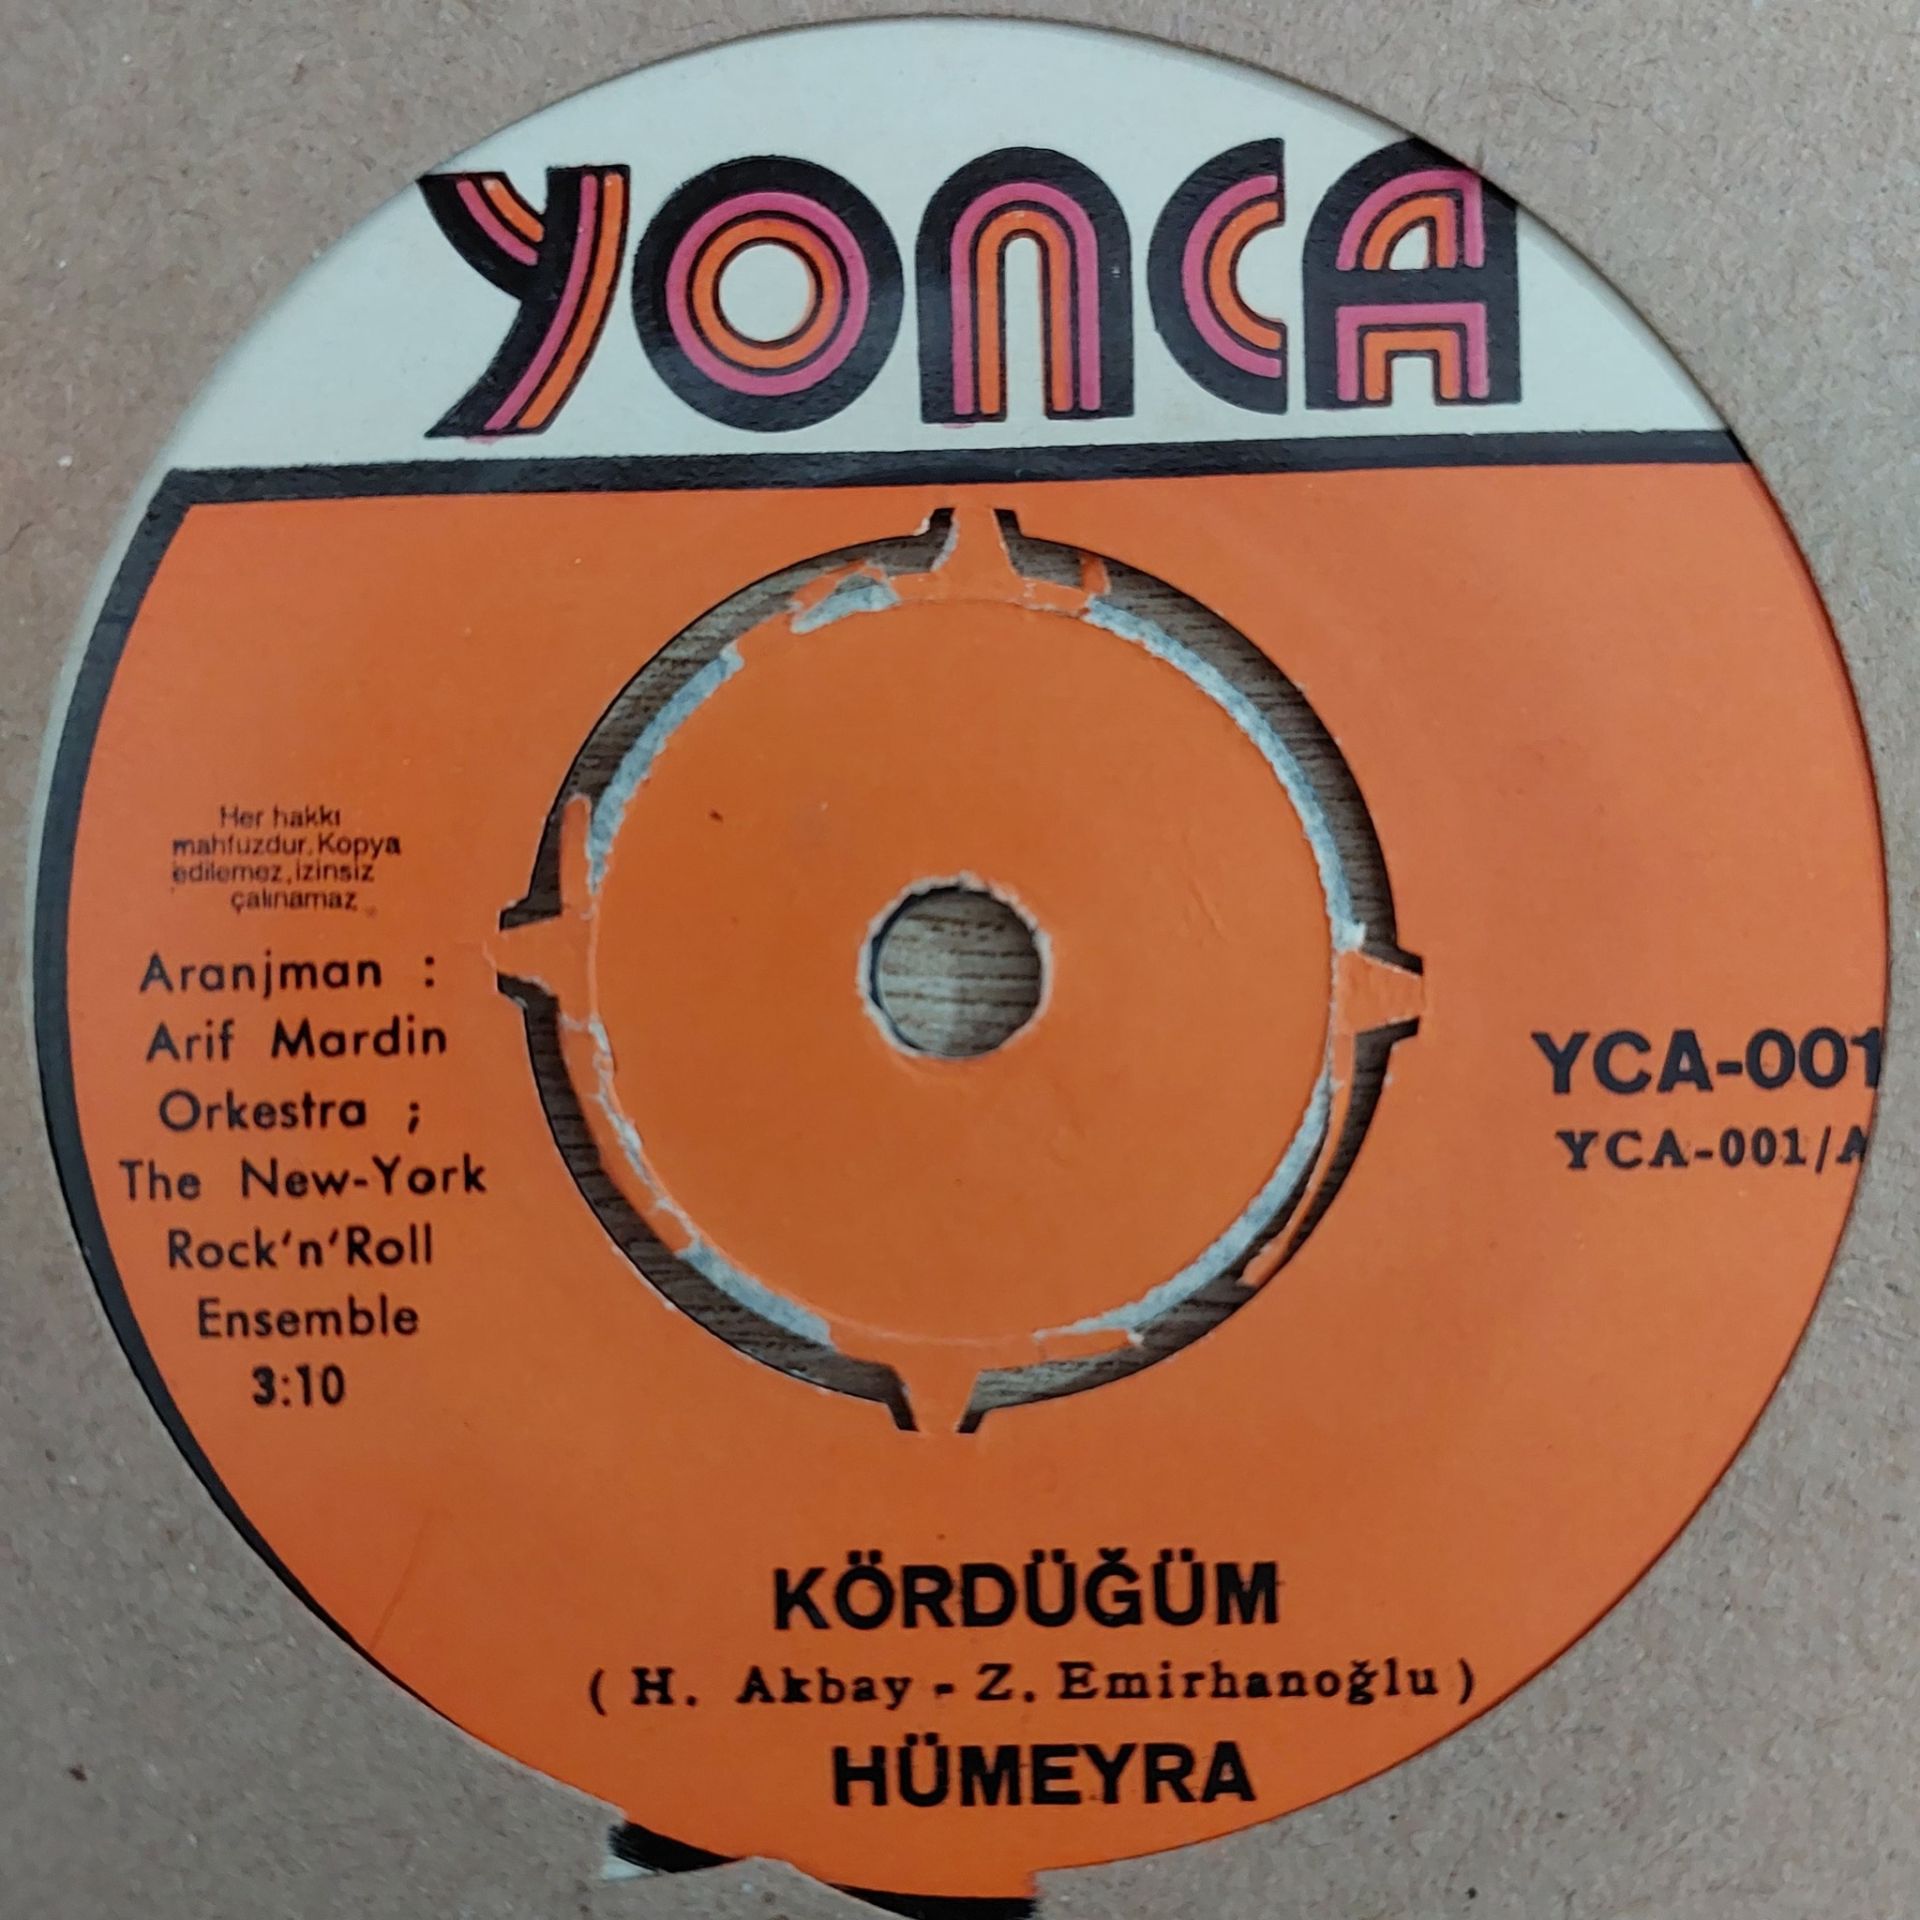 YONCA
Her hakkı
mahfuzdur. Kopya
edilemez, izinsiz
çalınamaz
Aranjman :
Arif Mardin
Orkestra ;
The New-York
Rock'n'Roll
Ensemble
3:10
YCA-001
YCA-001/A
KÖRDÜĞÜM
( H. Akbay - Z. Emirhanoğlu )
HÜMEYRA